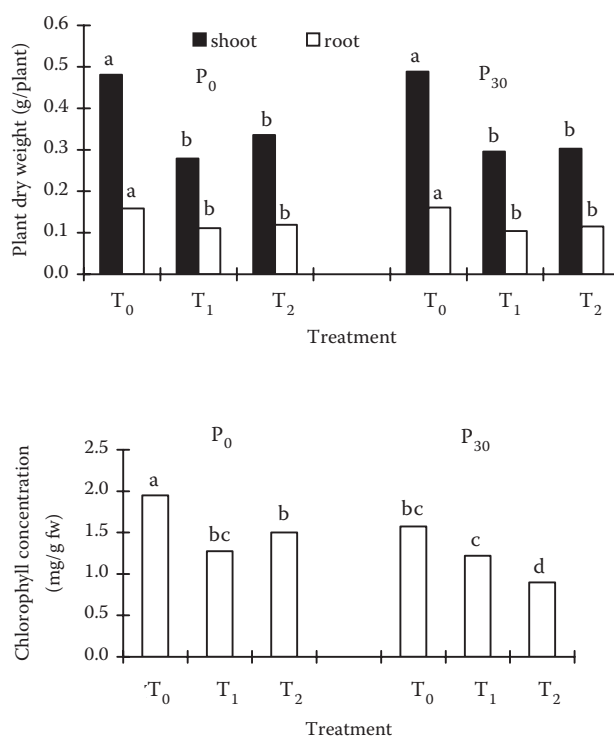 0.6
shoot root
a P0 a P30
0.5
0.4
b b b b
0.3
a a
0.2
b b b b
0.1
0.0
T0 T1 T2 T0 T1 T2
Treatment
Plant dry weight (g/plant)
P0 P30
2.5
a
2.0
bc b bc
1.5
c
d
1.0
0.5
0.0
T0 T1 T2 T0 T1 T2
Treatment
Chlorophyll concentration
(mg/g fw)